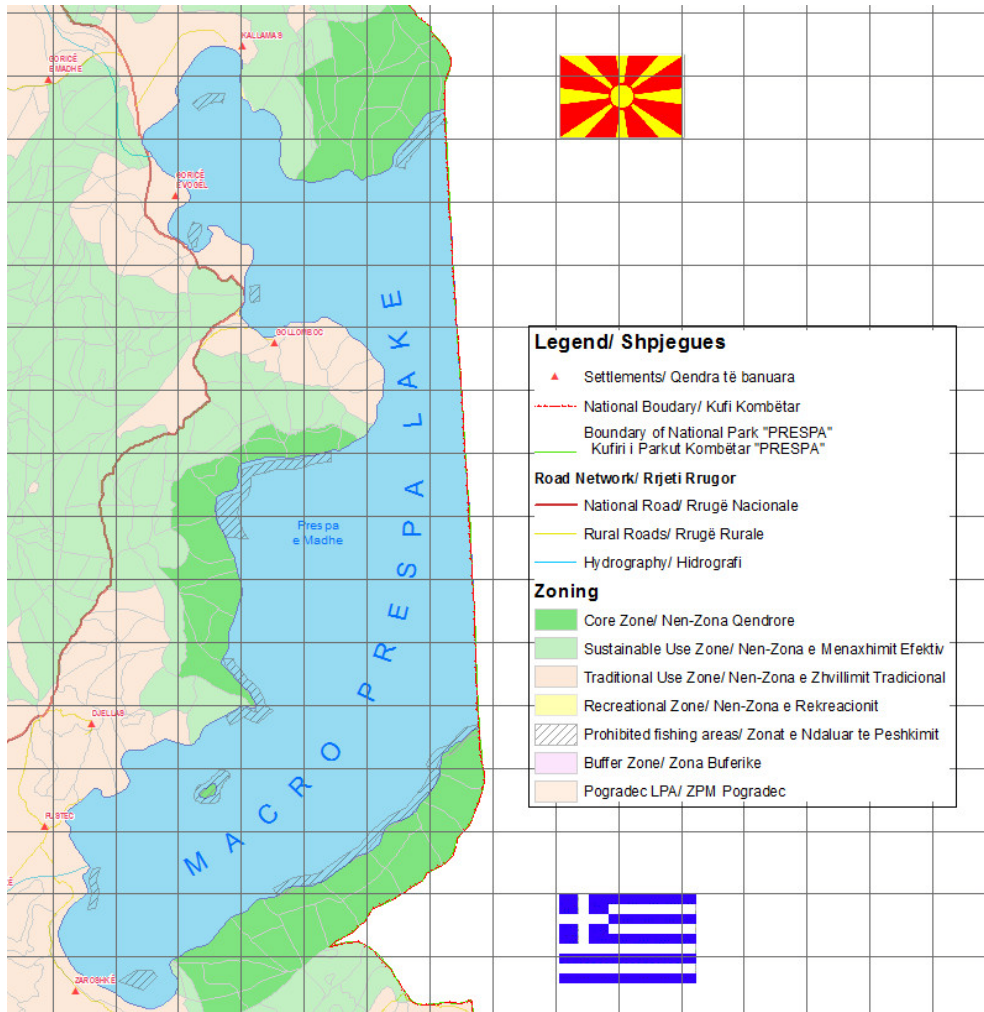 KALLAMAS
GORICË
E MADHE
GORICË
E VOGËL
GOLLOMBOC
MACRO PRESPA LAKE
Prespa
e Madhe
DJELLAS
PUSTEC
ZAROSHKË
Legend/ Shpjegues
Settlements/ Qendra të banuara
National Boudary/ Kufi Kombëtar
Boundary of National Park "PRESPA"
Kufiri i Parkut Kombëtar "PRESPA"
Road Network/ Rrjeti Rrugor
National Road/ Rrugë Nacionale
Rural Roads/ Rrugë Rurale
Hydrography/ Hidrografi
Zoning
Core Zone/ Nen-Zona Qendrore
Sustainable Use Zone/ Nen-Zona e Menaxhimit Efektiv
Traditional Use Zone/ Nen-Zona e Zhvillimit Tradicional
Recreational Zone/ Nen-Zona e Rekreacionit
Prohibited fishing areas/ Zonat e Ndaluar te Peshkimit
Buffer Zone/ Zona Buferike
Pogradec LPA/ ZPM Pogradec